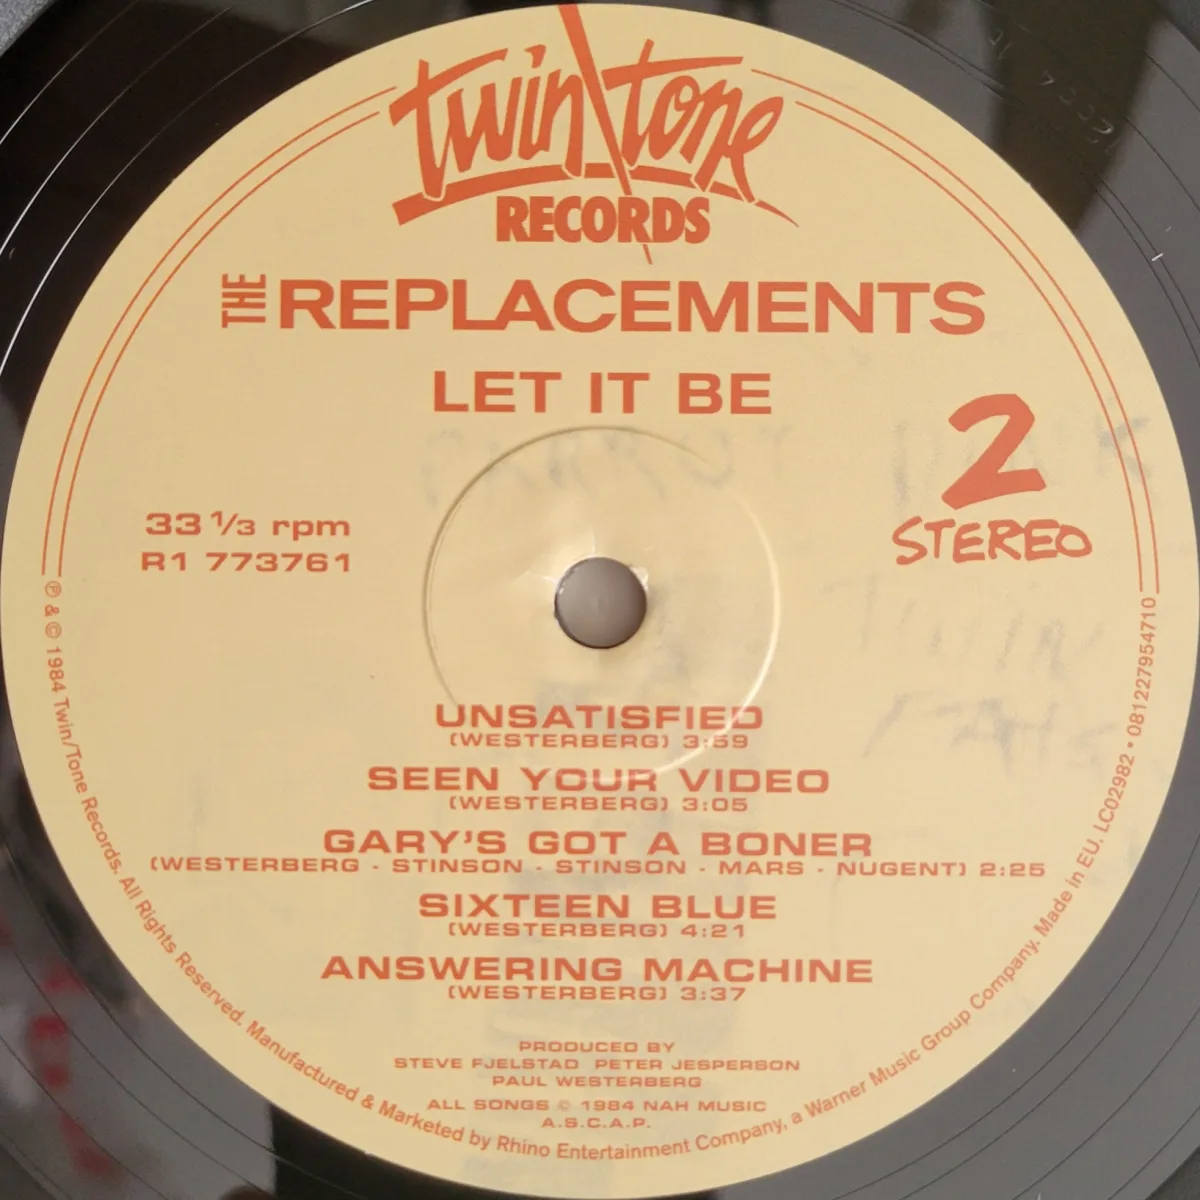 twin/tone
RECORDS
THE REPLACEMENTS
LET IT BE
2
STEREO
33 ⅓ rpm
R1 773761
UNSATISFIED
(WESTERBERG) 3:59
SEEN YOUR VIDEO
(WESTERBERG) 3:05
GARY'S GOT A BONER
(WESTERBERG - STINSON - STINSON - MARS - NUGENT) 2:25
SIXTEEN BLUE
(WESTERBERG) 4:21
ANSWERING MACHINE
(WESTERBERG) 3:37
PRODUCED BY
STEVE FJELSTAD PETER JESPERSON
PAUL WESTERBERG
ALL SONGS © 1984 NAH MUSIC
A.S.C.A.P.
℗ & © 1984 Twin/Tone Records. All Rights Reserved. Manufactured & Marketed by Rhino Entertainment Company, a Warner Music Group Company. Made in EU. LC02982 • 081227954710